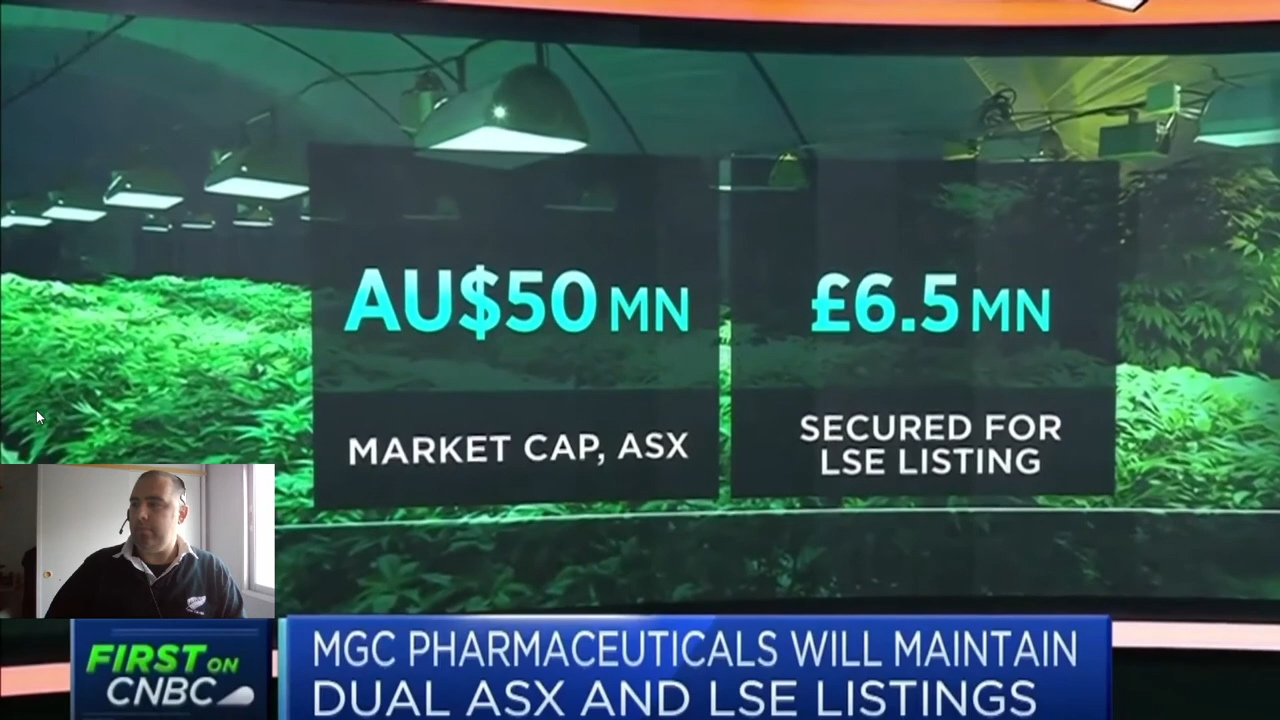 AU$50 MN
MARKET CAP, ASX
£6.5 MN
SECURED FOR
LSE LISTING
FIRST ON
CNBC
MGC PHARMACEUTICALS WILL MAINTAIN
DUAL ASX AND LSE LISTINGS